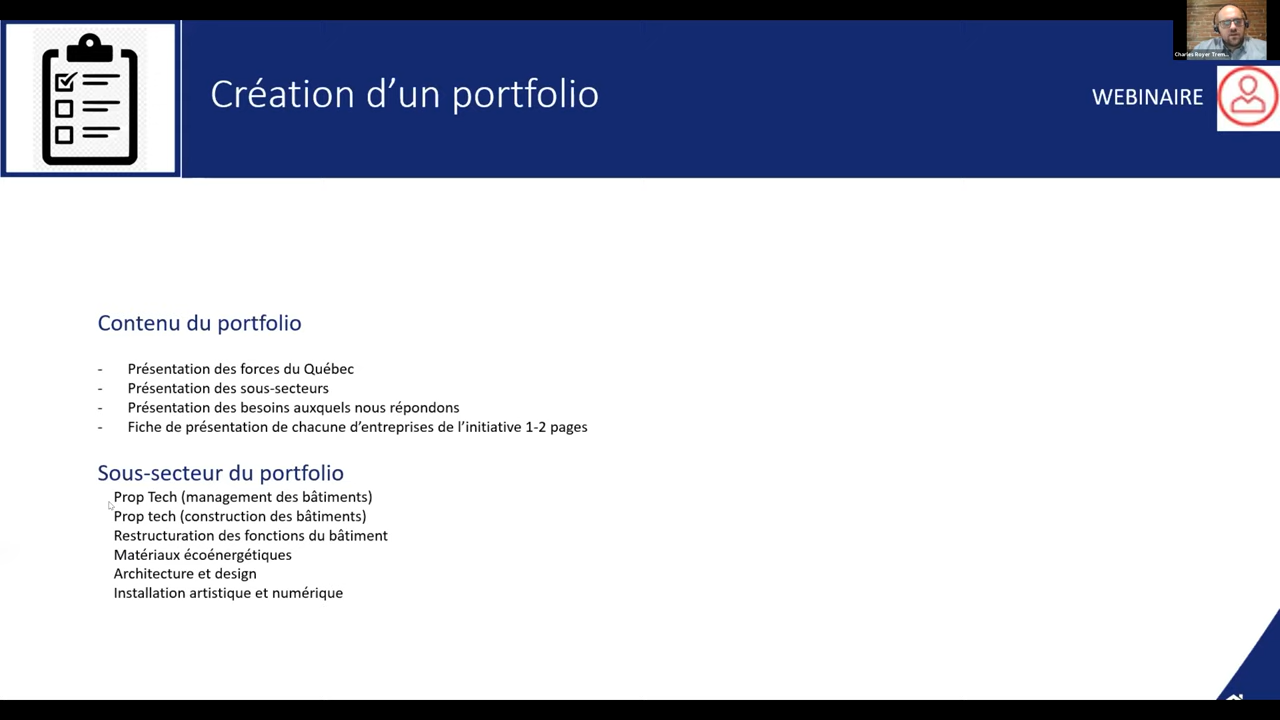 Création d'un portfolio
WEBINAIRE
Charles Boyer Trem...
Contenu du portfolio
- Présentation des forces du Québec
- Présentation des sous-secteurs
- Présentation des besoins auxquels nous répondons
- Fiche de présentation de chacune d'entreprises de l'initiative 1-2 pages
Sous-secteur du portfolio
Prop Tech (management des bâtiments)
Prop tech (construction des bâtiments)
Restructuration des fonctions du bâtiment
Matériaux écoénergétiques
Architecture et design
Installation artistique et numérique